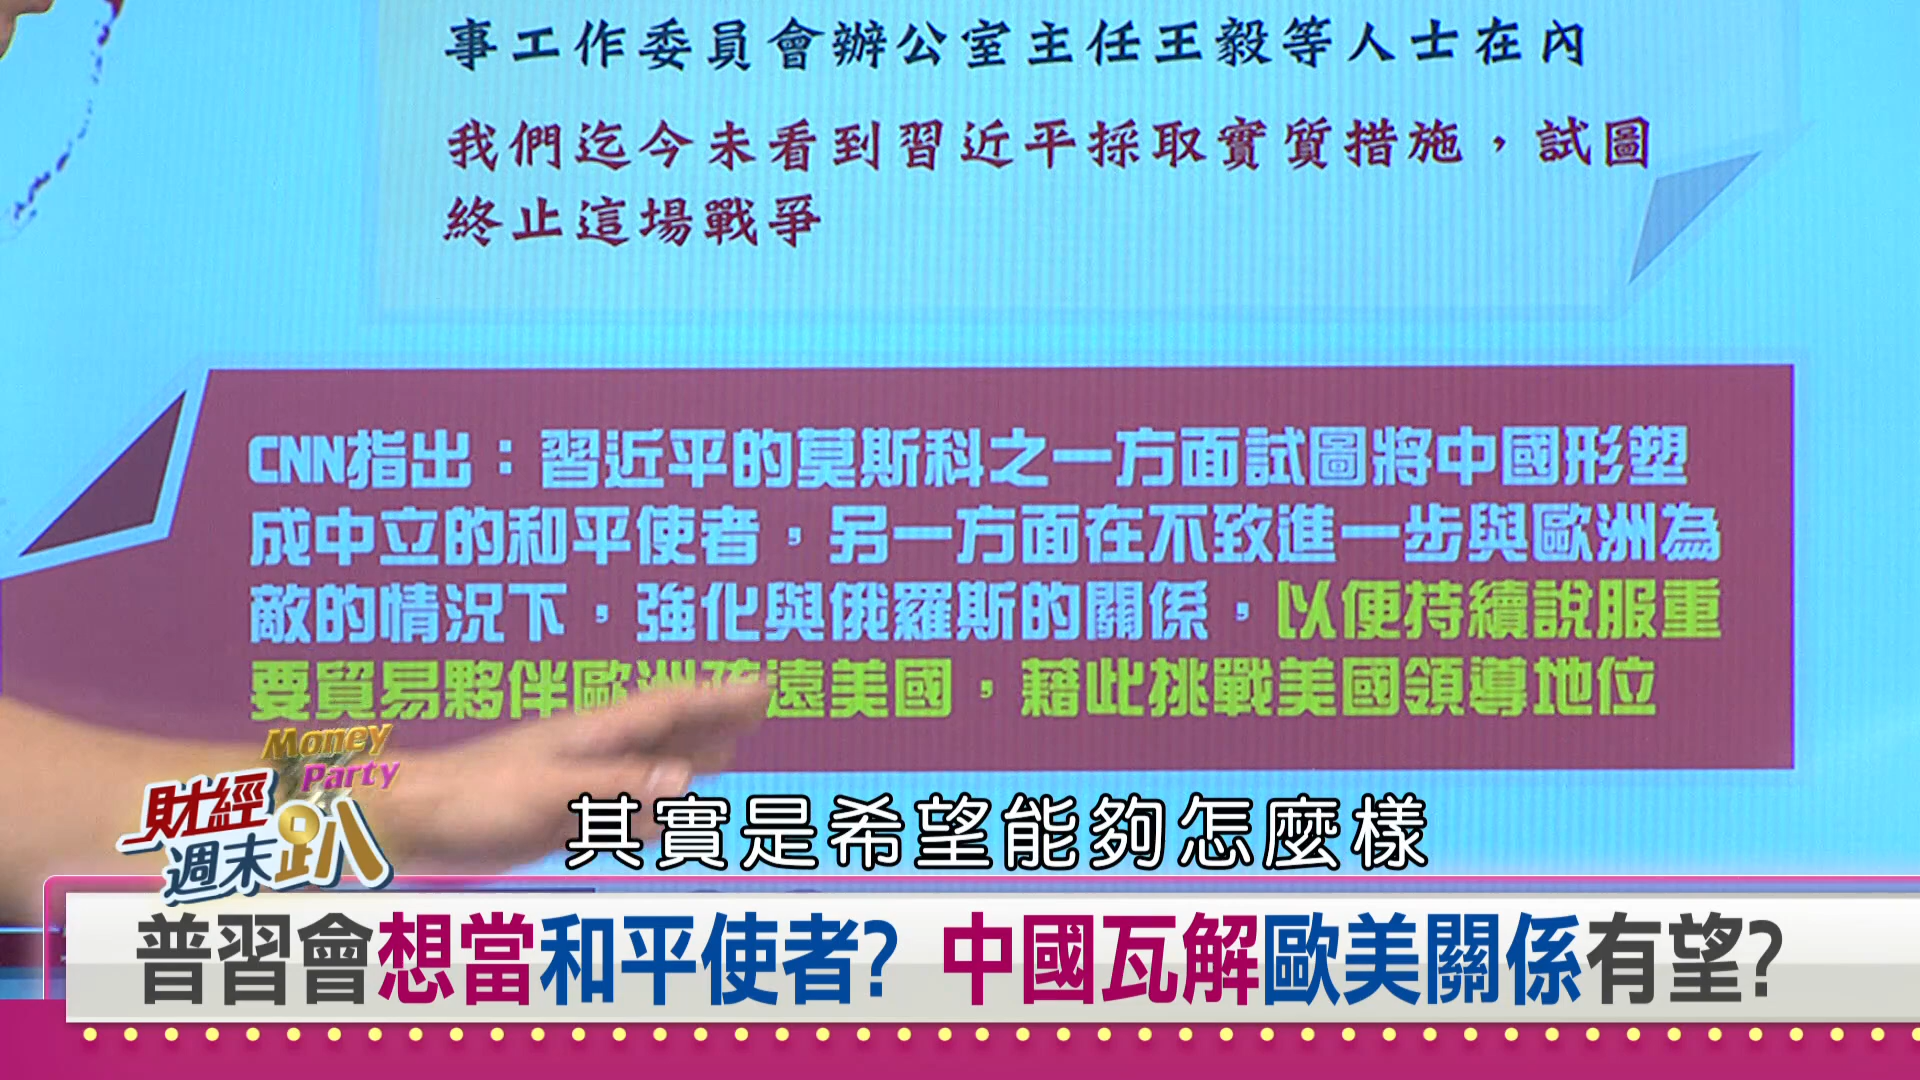 事工作委員會辦公室主任王毅等人士在內
我們迄今未看到習近平採取實質措施，試圖
終止這場戰爭
CNN指出：習近平的莫斯科之一方面試圖將中國形塑
成中立的和平使者，另一方面在不致進一步與歐洲為
敵的情況下，強化與俄羅斯的關係，以便持續說服重
要貿易夥伴歐洲 遠美國，藉此挑戰美國領導地位
Money
Party
財經
週末趴
其實是希望能夠怎麼樣
普習會想當和平使者? 中國瓦解歐美關係有望?